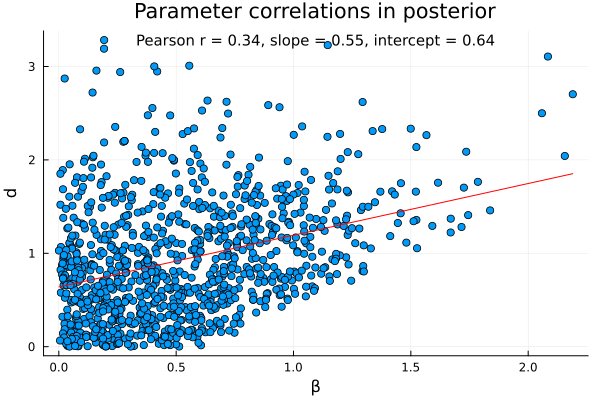 Parameter correlations in posterior
Pearson r = 0.34, slope = 0.55, intercept = 0.64
3
2
1
0
d
0.0 0.5 1.0 1.5 2.0
β